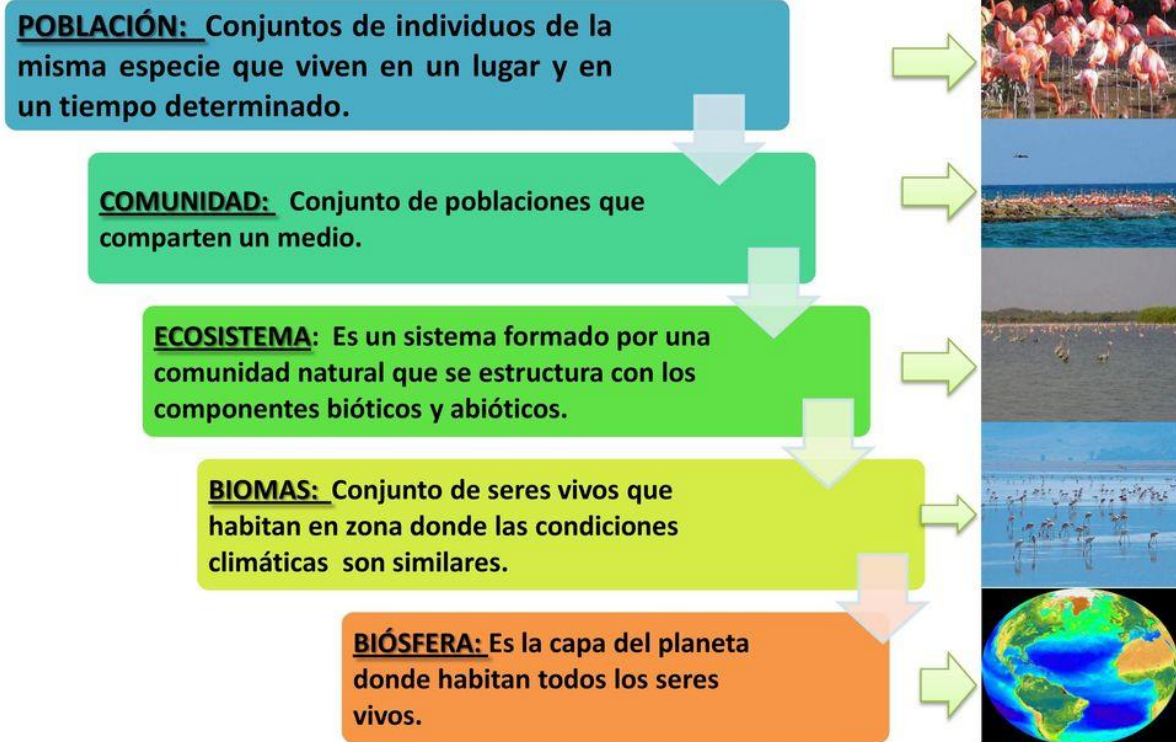 POBLACIÓN: Conjuntos de individuos de la
misma especie que viven en un lugar y en
un tiempo determinado.
COMUNIDAD: Conjunto de poblaciones que
comparten un medio.
ECOSISTEMA: Es un sistema formado por una
comunidad natural que se estructura con los
componentes bióticos y abióticos.
BIOMAS: Conjunto de seres vivos que
habitan en zona donde las condiciones
climáticas son similares.
BIÓSFERA: Es la capa del planeta
donde habitan todos los seres
vivos.